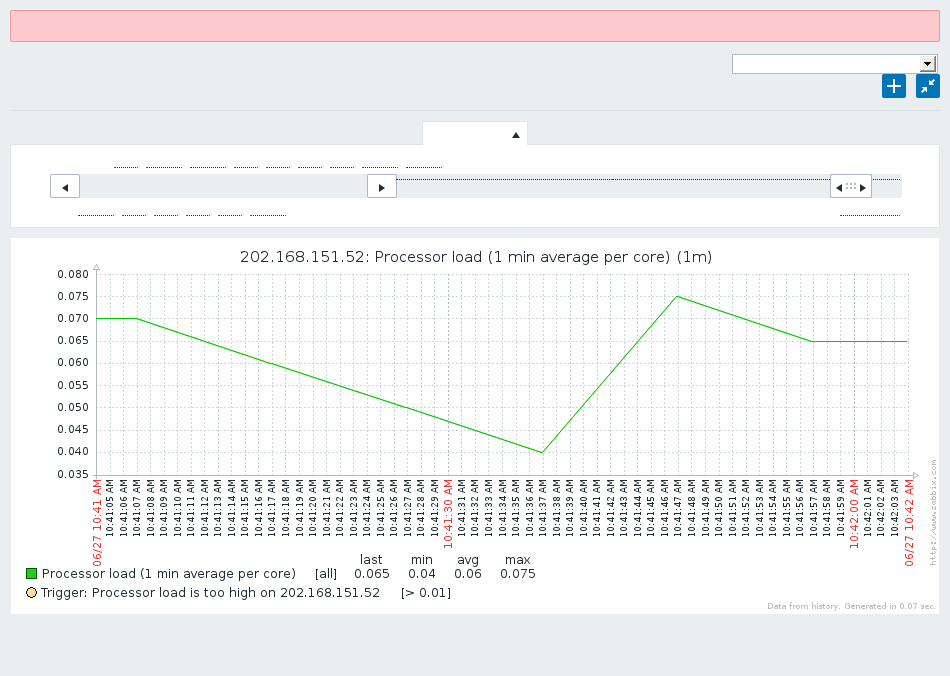 202.168.151.52: Processor load (1 min average per core) (1m)
0.080
0.075
0.070
0.065
0.060
0.055
0.050
0.045
0.040
0.035
06/27 10:41 AM
10:41:05 AM
10:41:06 AM
10:41:07 AM
10:41:08 AM
10:41:09 AM
10:41:10 AM
10:41:11 AM
10:41:12 AM
10:41:13 AM
10:41:14 AM
10:41:15 AM
10:41:16 AM
10:41:17 AM
10:41:18 AM
10:41:19 AM
10:41:20 AM
10:41:21 AM
10:41:22 AM
10:41:23 AM
10:41:24 AM
10:41:25 AM
10:41:26 AM
10:41:27 AM
10:41:28 AM
10:41:29 AM
10:41:30 AM
10:41:31 AM
10:41:32 AM
10:41:33 AM
10:41:34 AM
10:41:35 AM
10:41:36 AM
10:41:37 AM
10:41:38 AM
10:41:39 AM
10:41:40 AM
10:41:41 AM
10:41:42 AM
10:41:43 AM
10:41:44 AM
10:41:45 AM
10:41:46 AM
10:41:47 AM
10:41:48 AM
10:41:49 AM
10:41:50 AM
10:41:51 AM
10:41:52 AM
10:41:53 AM
10:41:54 AM
10:41:55 AM
10:41:56 AM
10:41:57 AM
10:41:58 AM
10:41:59 AM
10:42:00 AM
10:42:01 AM
10:42:02 AM
10:42:03 AM
06/27 10:42 AM
http://www.zabbix.com
last min avg max
Processor load (1 min average per core) [all] 0.065 0.04 0.06 0.075
Trigger: Processor load is too high on 202.168.151.52 [> 0.01]
Data from history. Generated in 0.07 sec.